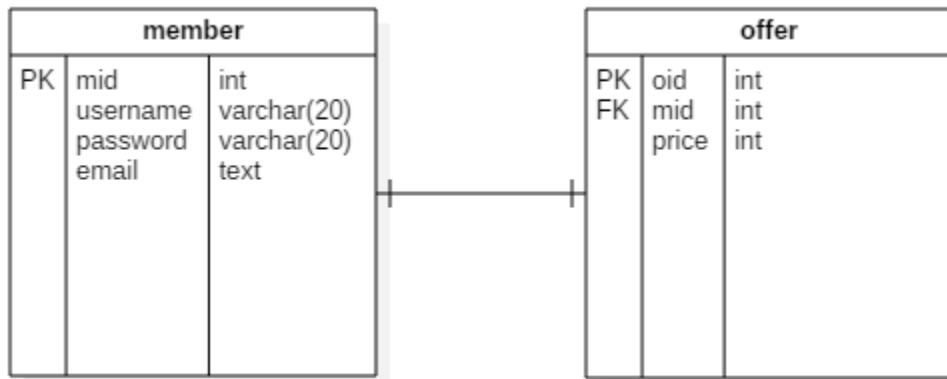 member
PK mid int
username varchar(20)
password varchar(20)
email text
offer
PK oid int
FK mid int
price int